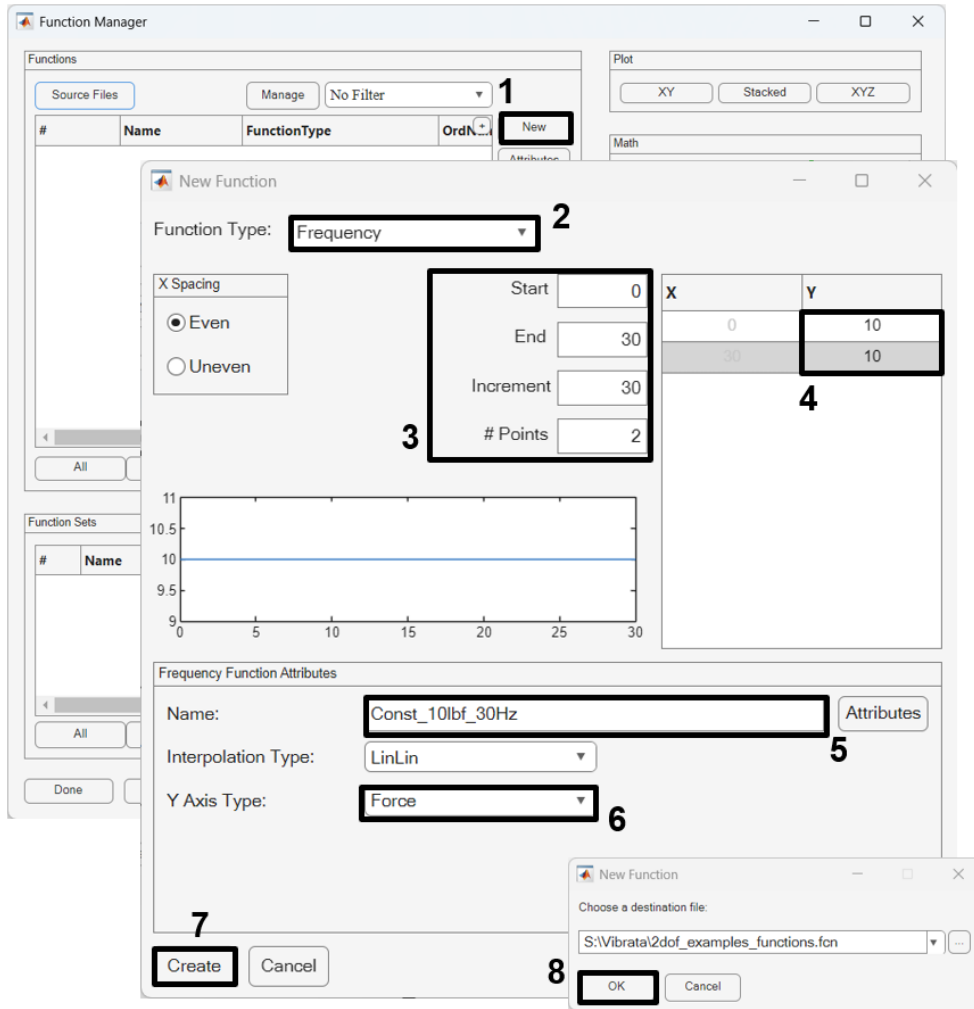 Function Manager
Functions
Source Files
Manage
No Filter
1
#
Name
FunctionType
New
Plot
XY
Stacked
XYZ
Math
All
Function Sets
#
Name
All
Done
New Function
Function Type:
Frequency
2
X Spacing
Even
Uneven
Start
0
End
30
Increment
30
# Points
2
3
X
Y
0
10
30
10
4
11
10.5
10
9.5
9
0
5
10
15
20
25
30
Frequency Function Attributes
Name:
Const_10lbf_30Hz
Attributes
5
Interpolation Type:
LinLin
Y Axis Type:
Force
6
7
Create
Cancel
New Function
Choose a destination file:
S:\Vibrata\2dof_examples_functions.fcn
...
8
OK
Cancel